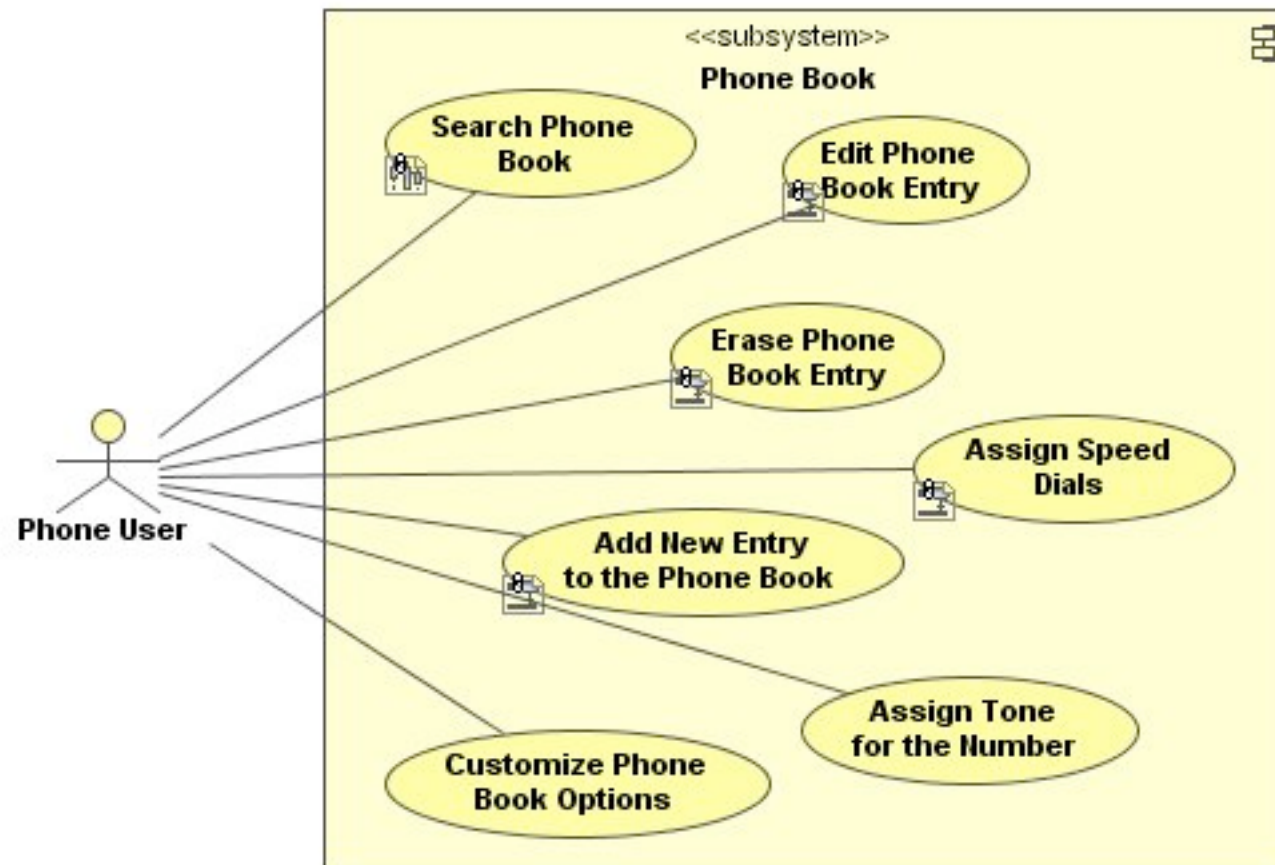 <<subsystem>>
Phone Book
Search Phone
Book
Edit Phone
Book Entry
Erase Phone
Book Entry
Assign Speed
Dials
Phone User
Add New Entry
to the Phone Book
Assign Tone
for the Number
Customize Phone
Book Options